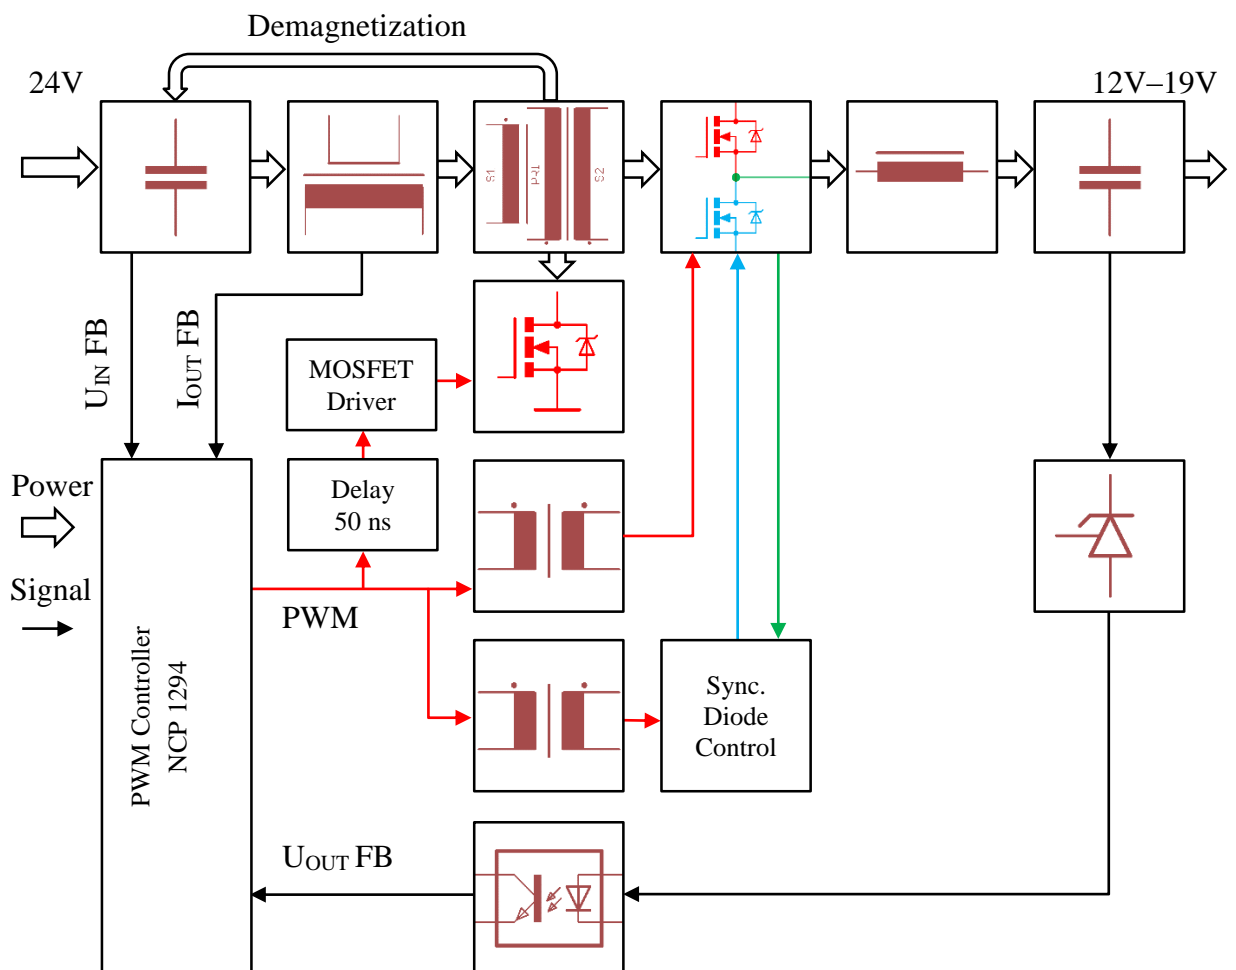 Demagnetization
24V
12V–19V
S1
PRI
S2
UIN FB
IOUT FB
MOSFET
Driver
Delay
50 ns
Power
Signal
PWM
PWM Controller
NCP 1294
Sync.
Diode
Control
UOUT FB